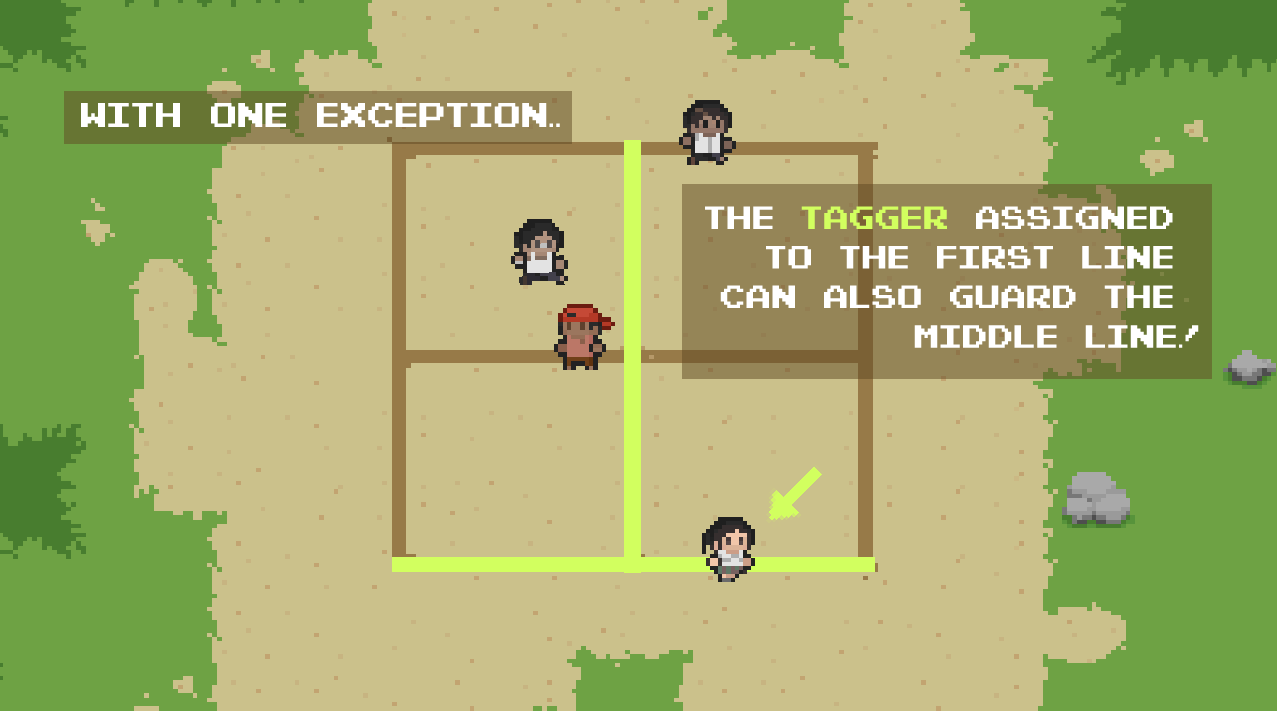 WITH ONE EXCEPTION..
THE TAGGER ASSIGNED
TO THE FIRST LINE
CAN ALSO GUARD THE
MIDDLE LINE!